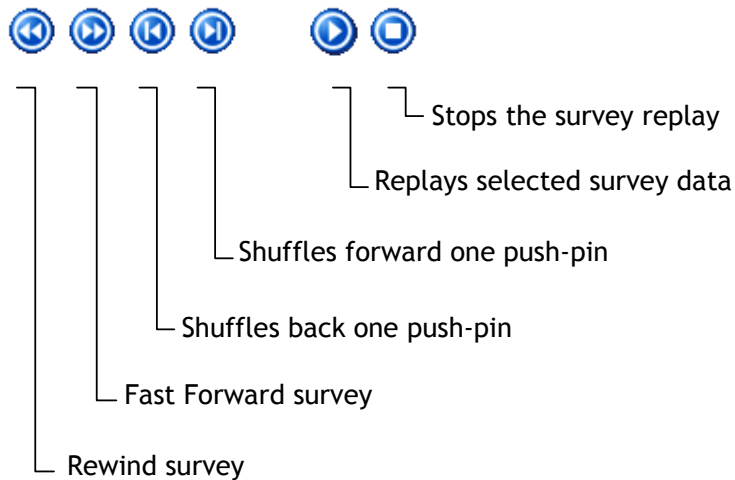 Stops the survey replay
Replays selected survey data
Shuffles forward one push-pin
Shuffles back one push-pin
Fast Forward survey
Rewind survey